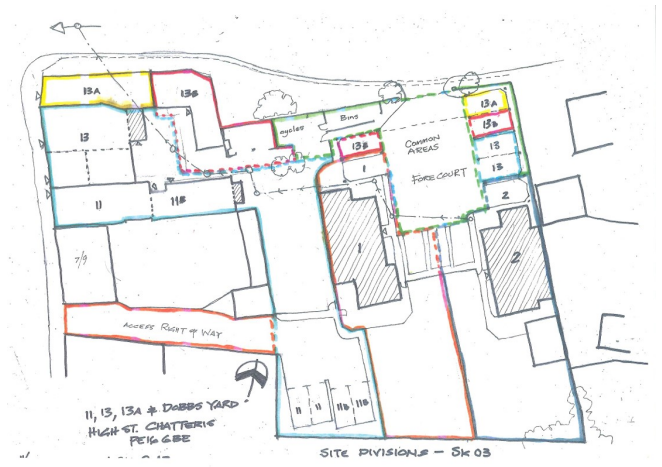 13A
13B
cycles
Bins
13A
13B
13
13
2
13B
1
COMMON
AREAS
FORECOURT
13
11
11B
7/9
1
2
ACCESS RIGHT of WAY
11
11
11B
11B
11, 13, 13A & DOBBS YARD
HIGH ST. CHATTERIS
PE16 6BE
SITE DIVISIONS - SK 03